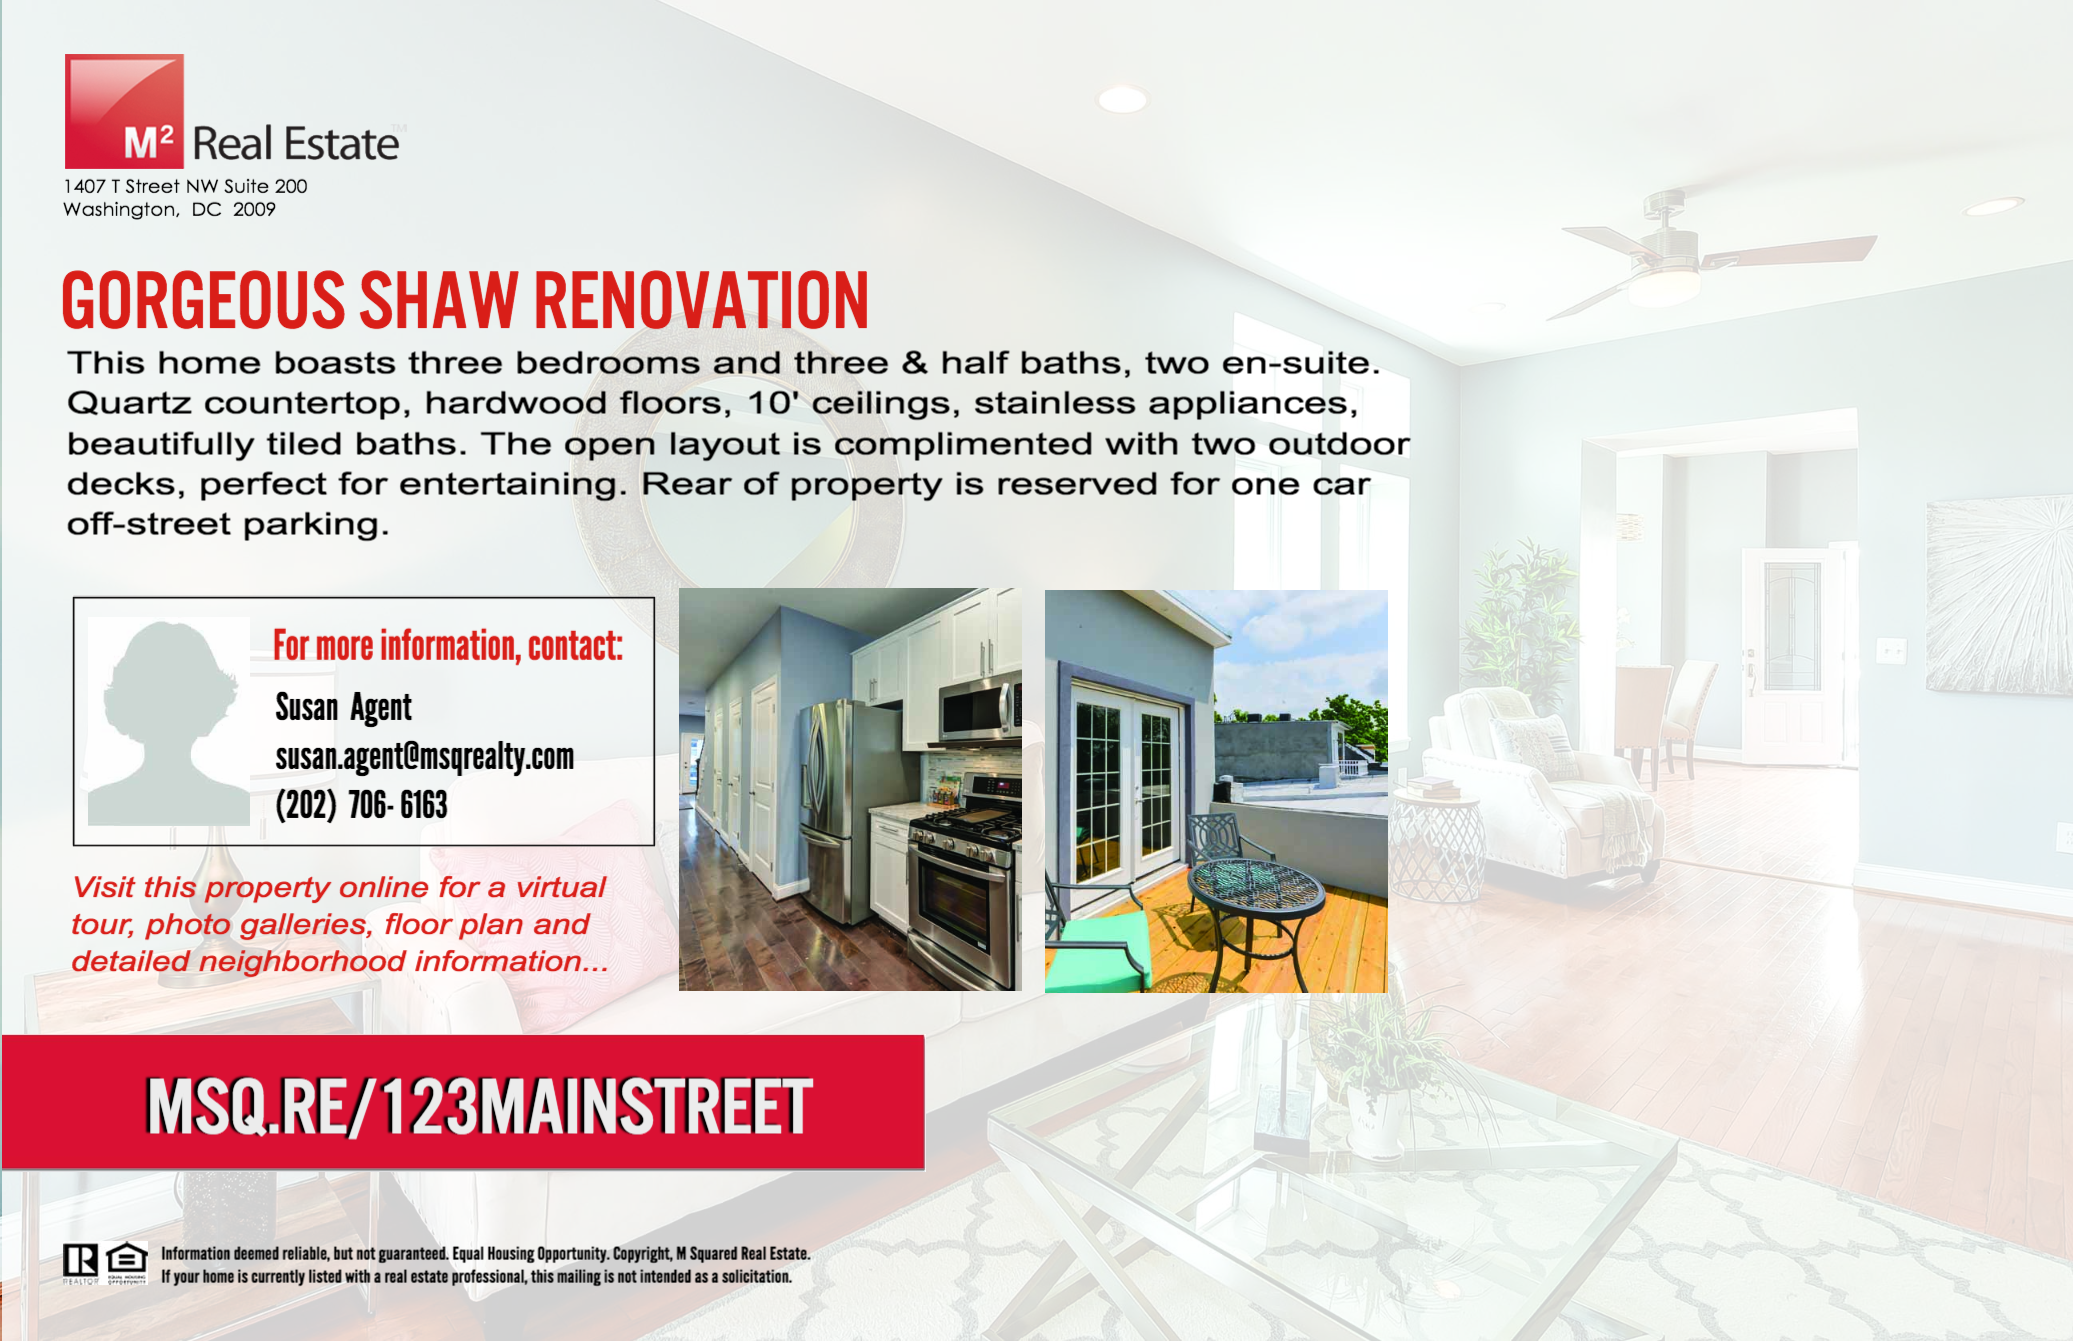 M² Real Estate™
1407 T Street NW Suite 200
Washington, DC 2009
GORGEOUS SHAW RENOVATION
This home boasts three bedrooms and three & half baths, two en-suite.
Quartz countertop, hardwood floors, 10' ceilings, stainless appliances,
beautifully tiled baths. The open layout is complimented with two outdoor
decks, perfect for entertaining. Rear of property is reserved for one car
off-street parking.
For more information, contact:
Susan Agent
susan.agent@msqrealty.com
(202) 706- 6163
Visit this property online for a virtual
tour, photo galleries, floor plan and
detailed neighborhood information...
MSQ.RE/123MAINSTREET
R
REALTOR
EQUAL HOUSING
OPPORTUNITY
Information deemed reliable, but not guaranteed. Equal Housing Opportunity. Copyright, M Squared Real Estate.
If your home is currently listed with a real estate professional, this mailing is not intended as a solicitation.